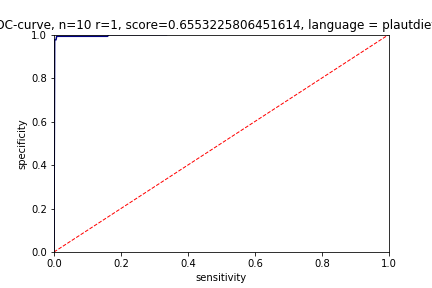 OC-curve, n=10 r=1, score=0.6553225806451614, language = plautdie
1.0
0.8
0.6
0.4
0.2
0.0
specificity
0.0 0.2 0.4 0.6 0.8 1.0
sensitivity